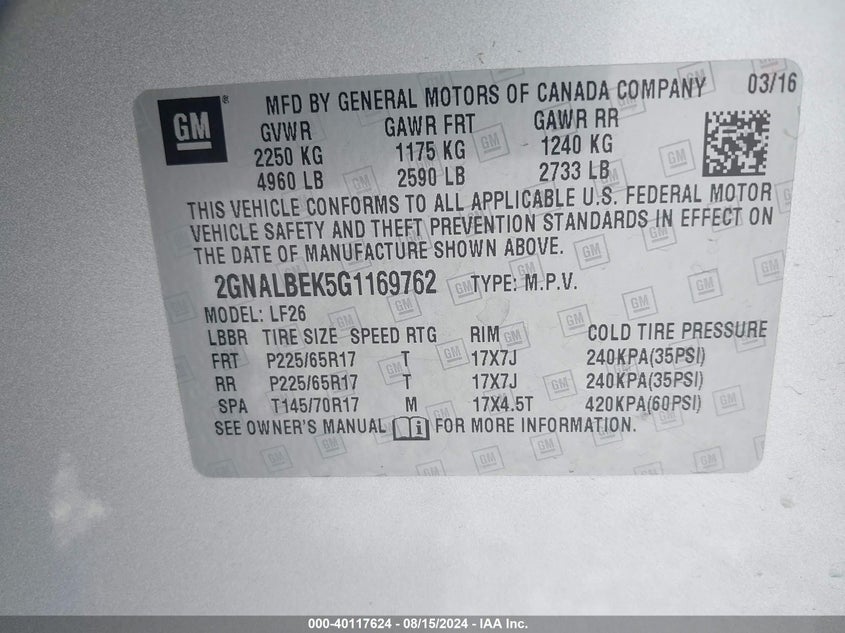 GM ® MFD BY GENERAL MOTORS OF CANADA COMPANY 03/16
GVWR GAWR FRT GAWR RR
2250 KG 1175 KG 1240 KG
4960 LB 2590 LB 2733 LB
THIS VEHICLE CONFORMS TO ALL APPLICABLE U.S. FEDERAL MOTOR
VEHICLE SAFETY AND THEFT PREVENTION STANDARDS IN EFFECT ON
THE DATE OF MANUFACTURE SHOWN ABOVE.
2GNALBEK5G1169762 TYPE: M.P.V.
MODEL: LF26
LBBR TIRE SIZE SPEED RTG RIM COLD TIRE PRESSURE
FRT P225/65R17 T 17X7J 240KPA(35PSI)
RR P225/65R17 T 17X7J 240KPA(35PSI)
SPA T145/70R17 M 17X4.5T 420KPA(60PSI)
SEE OWNER'S MANUAL FOR MORE INFORMATION.
000-40117624 - 08/15/2024 - IAA Inc.